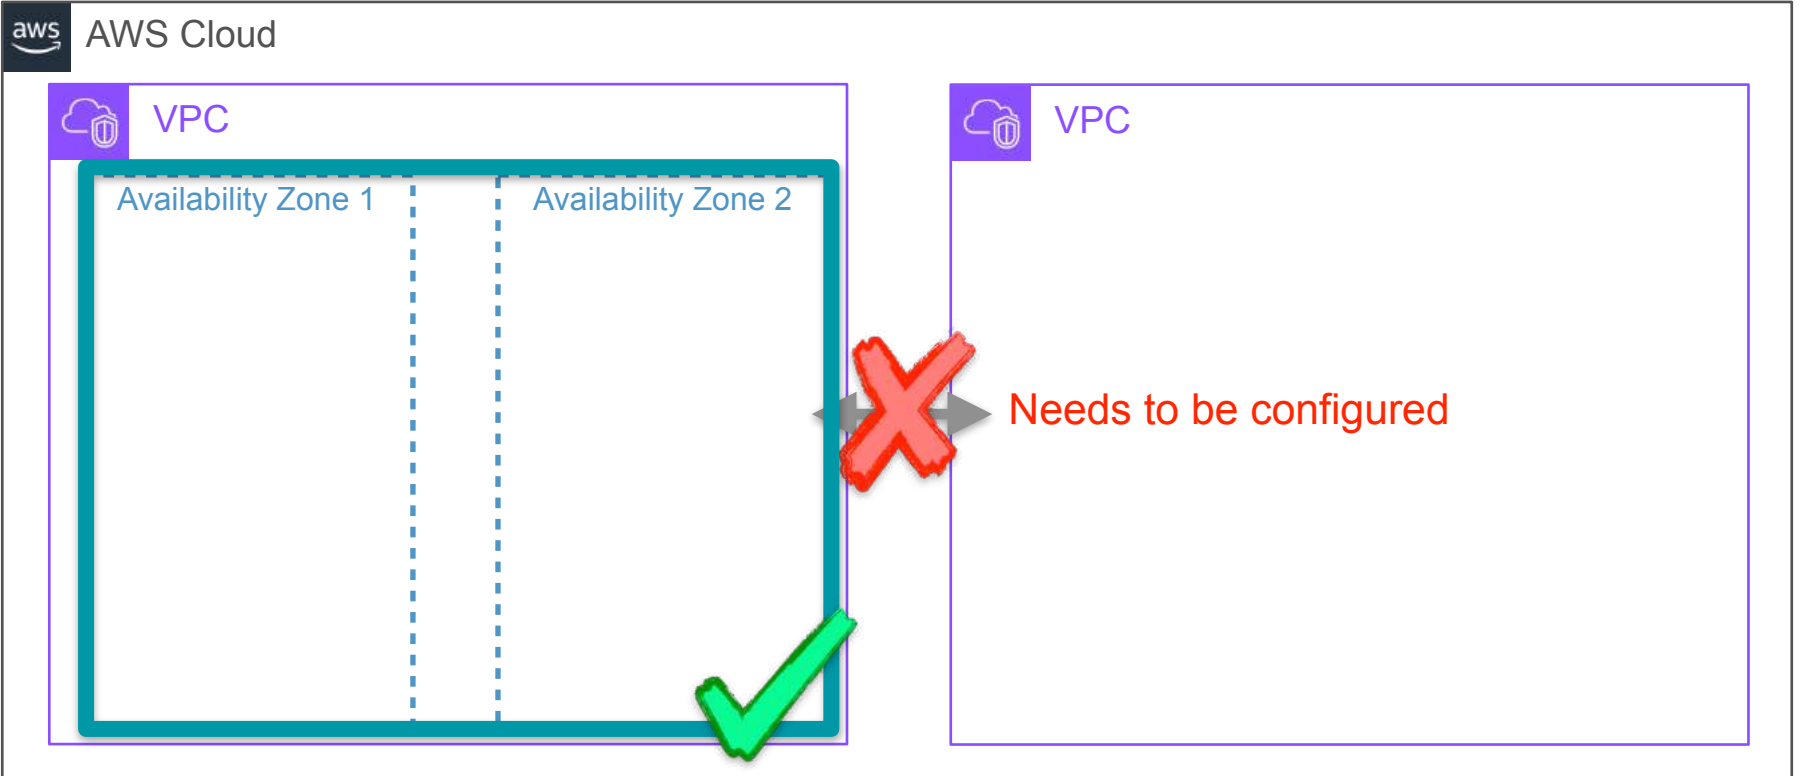 aws
AWS Cloud
VPC
VPC
Availability Zone 1
Availability Zone 2
Needs to be configured